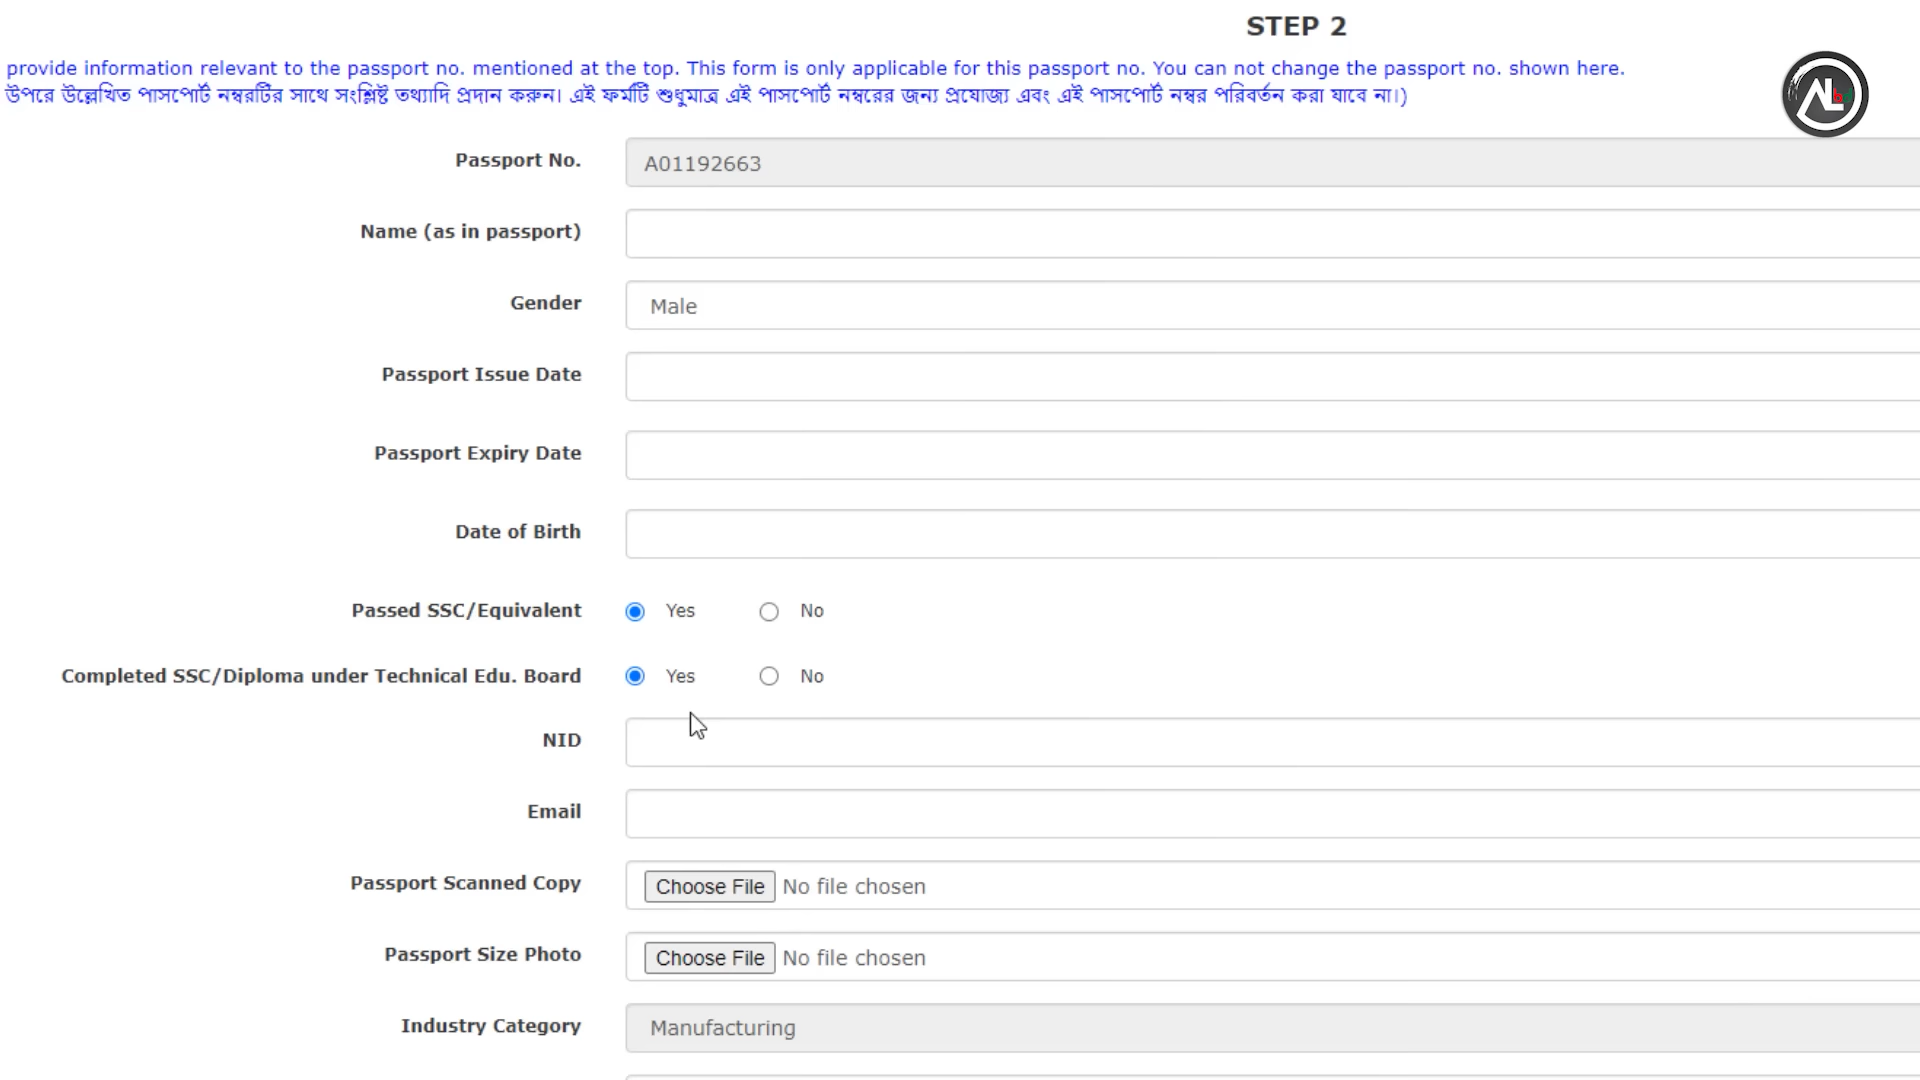 STEP 2
provide information relevant to the passport no. mentioned at the top. This form is only applicable for this passport no. You can not change the passport no. shown here.
উপরে উল্লেখিত পাসপোর্ট নম্বরটির সাথে সংশ্লিষ্ট তথ্যাদি প্রদান করুন। এই ফর্মটি শুধুমাত্র এই পাসপোর্ট নম্বরের জন্য প্রযোজ্য এবং এই পাসপোর্ট নম্বর পরিবর্তন করা যাবে না।)
Passport No. A01192663
Name (as in passport)
Gender Male
Passport Issue Date
Passport Expiry Date
Date of Birth
Passed SSC/Equivalent Yes No
Completed SSC/Diploma under Technical Edu. Board Yes No
NID
Email
Passport Scanned Copy Choose File No file chosen
Passport Size Photo Choose File No file chosen
Industry Category Manufacturing